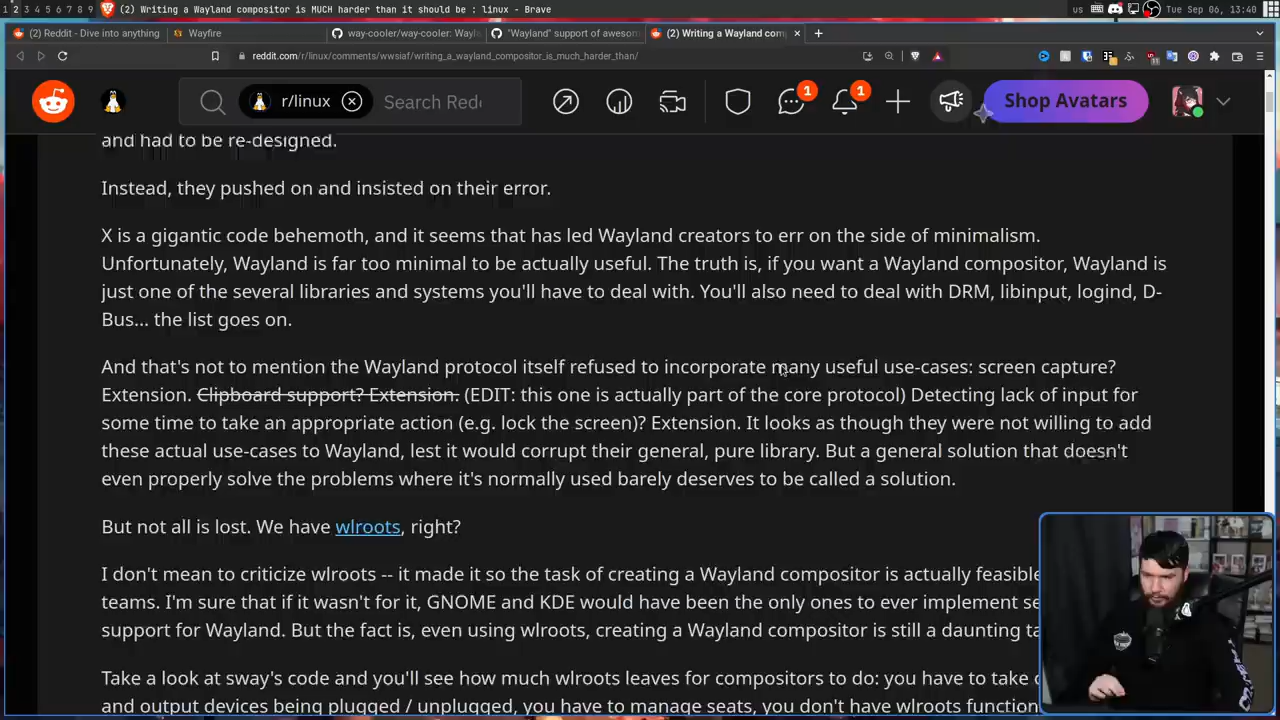 1 2 3 4 5 6 7 8 9 (2) Writing a Wayland compositor is MUCH harder than it should be : linux - Brave us Tue Sep 06, 13:40
(2) Reddit - Dive into anything Wayfire way-cooler/way-cooler: Wayl "Wayland" support of awesom (2) Writing a Wayland com
reddit.com/r/linux/comments/wwsiaf/writing_a_wayland_compositor_is_much_harder_than/
r/linux Search Red 1 1 Shop Avatars
and had to be re-designed.
Instead, they pushed on and insisted on their error.
X is a gigantic code behemoth, and it seems that has led Wayland creators to err on the side of minimalism.
Unfortunately, Wayland is far too minimal to be actually useful. The truth is, if you want a Wayland compositor, Wayland is
just one of the several libraries and systems you'll have to deal with. You'll also need to deal with DRM, libinput, logind, D-
Bus... the list goes on.
And that's not to mention the Wayland protocol itself refused to incorporate many useful use-cases: screen capture?
Extension. Clipboard support? Extension. (EDIT: this one is actually part of the core protocol) Detecting lack of input for
some time to take an appropriate action (e.g. lock the screen)? Extension. It looks as though they were not willing to add
these actual use-cases to Wayland, lest it would corrupt their general, pure library. But a general solution that doesn't
even properly solve the problems where it's normally used barely deserves to be called a solution.
But not all is lost. We have wlroots, right?
I don't mean to criticize wlroots -- it made it so the task of creating a Wayland compositor is actually feasible
teams. I'm sure that if it wasn't for it, GNOME and KDE would have been the only ones to ever implement se
support for Wayland. But the fact is, even using wlroots, creating a Wayland compositor is still a daunting ta
Take a look at sway's code and you'll see how much wlroots leaves for compositors to do: you have to take
and output devices being plugged / unplugged, you have to manage seats, you don't have wlroots function